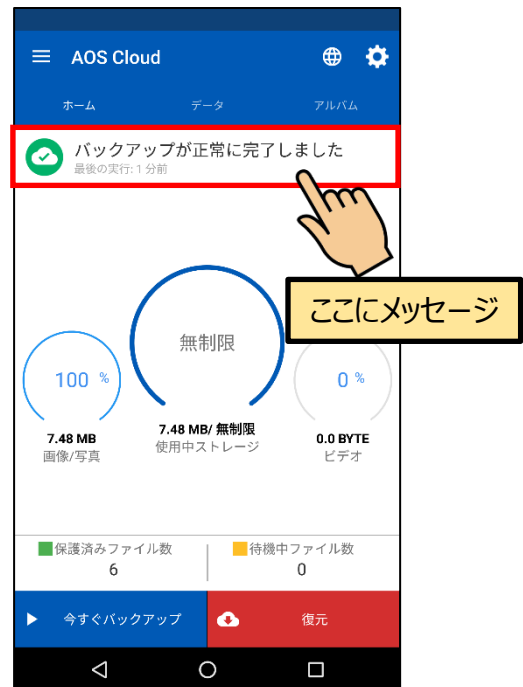 AOS Cloud
ホーム データ アルバム
バックアップが正常に完了しました
最後の実行: 1 分前
ここにメッセージ
無制限
100 %
0 %
7.48 MB/ 無制限
使用中ストレージ
7.48 MB
画像/写真
0.0 BYTE
ビデオ
保護済みファイル数
6
待機中ファイル数
0
今すぐバックアップ
復元